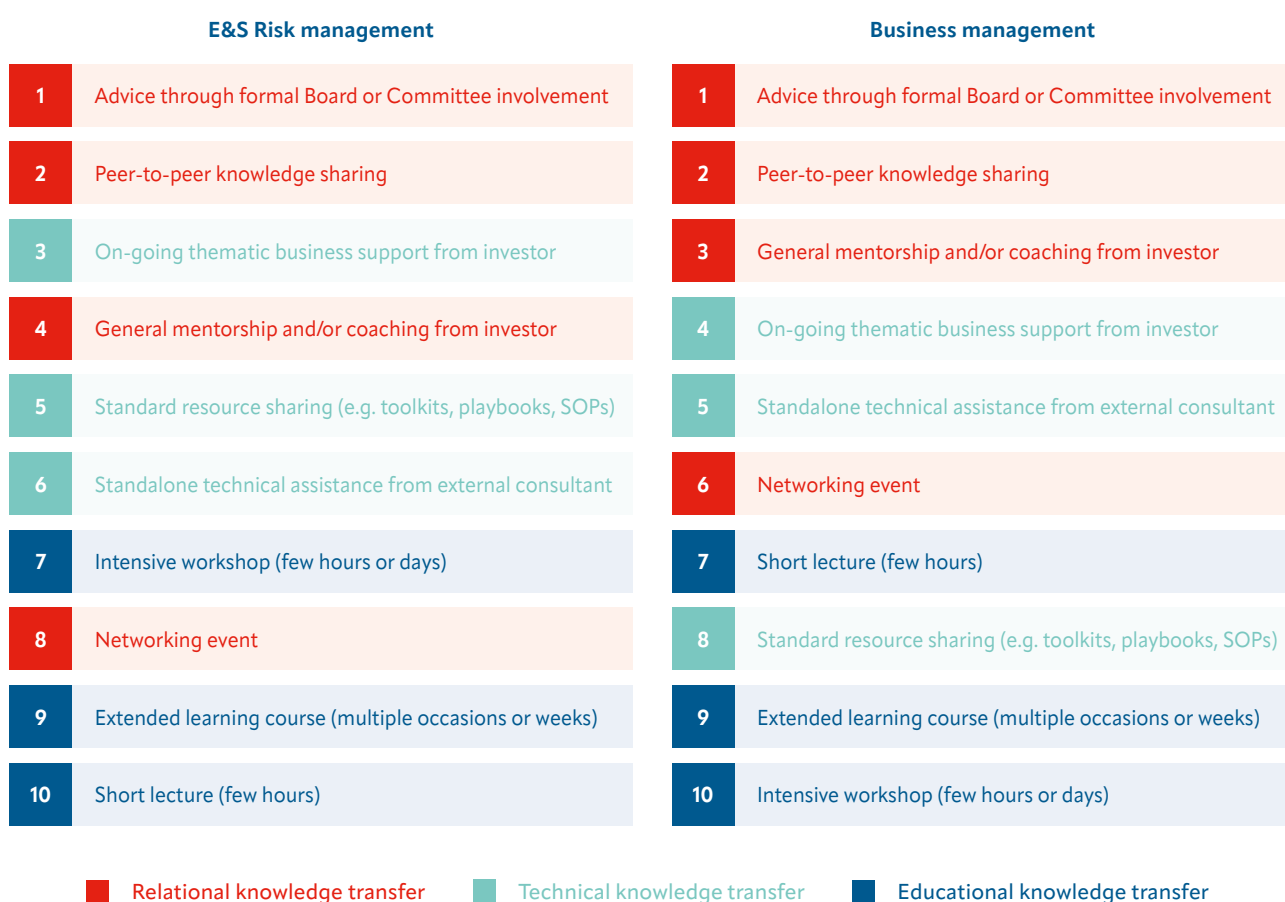 E&S Risk management
1 Advice through formal Board or Committee involvement
2 Peer-to-peer knowledge sharing
3 On-going thematic business support from investor
4 General mentorship and/or coaching from investor
5 Standard resource sharing (e.g. toolkits, playbooks, SOPs)
6 Standalone technical assistance from external consultant
7 Intensive workshop (few hours or days)
8 Networking event
9 Extended learning course (multiple occasions or weeks)
10 Short lecture (few hours)
Business management
1 Advice through formal Board or Committee involvement
2 Peer-to-peer knowledge sharing
3 General mentorship and/or coaching from investor
4 On-going thematic business support from investor
5 Standalone technical assistance from external consultant
6 Networking event
7 Short lecture (few hours)
8 Standard resource sharing (e.g. toolkits, playbooks, SOPs)
9 Extended learning course (multiple occasions or weeks)
10 Intensive workshop (few hours or days)
Relational knowledge transfer
Technical knowledge transfer
Educational knowledge transfer